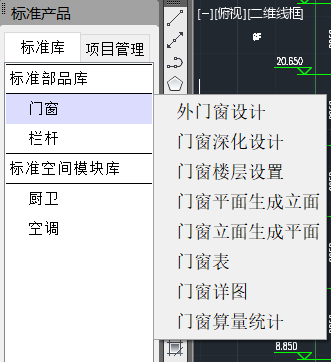 标准产品
[−][俯视][二维线框]
标准库
项目管理
20.650
标准部品库
门窗
栏杆
标准空间模块库
厨卫
空调
外门窗设计
门窗深化设计
门窗楼层设置
门窗平面生成立面
门窗立面生成平面
门窗表
门窗详图
门窗算量统计
8.850